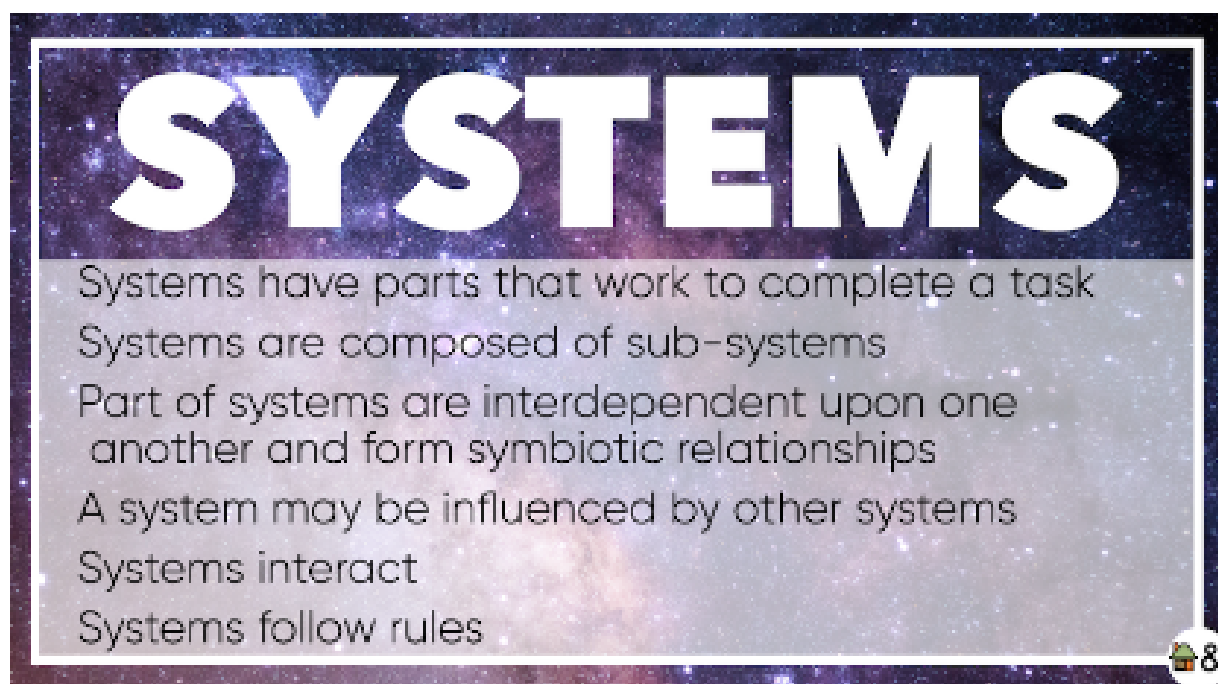 SYSTEMS
Systems have parts that work to complete a task
Systems are composed of sub-systems
Part of systems are interdependent upon one
another and form symbiotic relationships
A system may be influenced by other systems
Systems interact
Systems follow rules
8